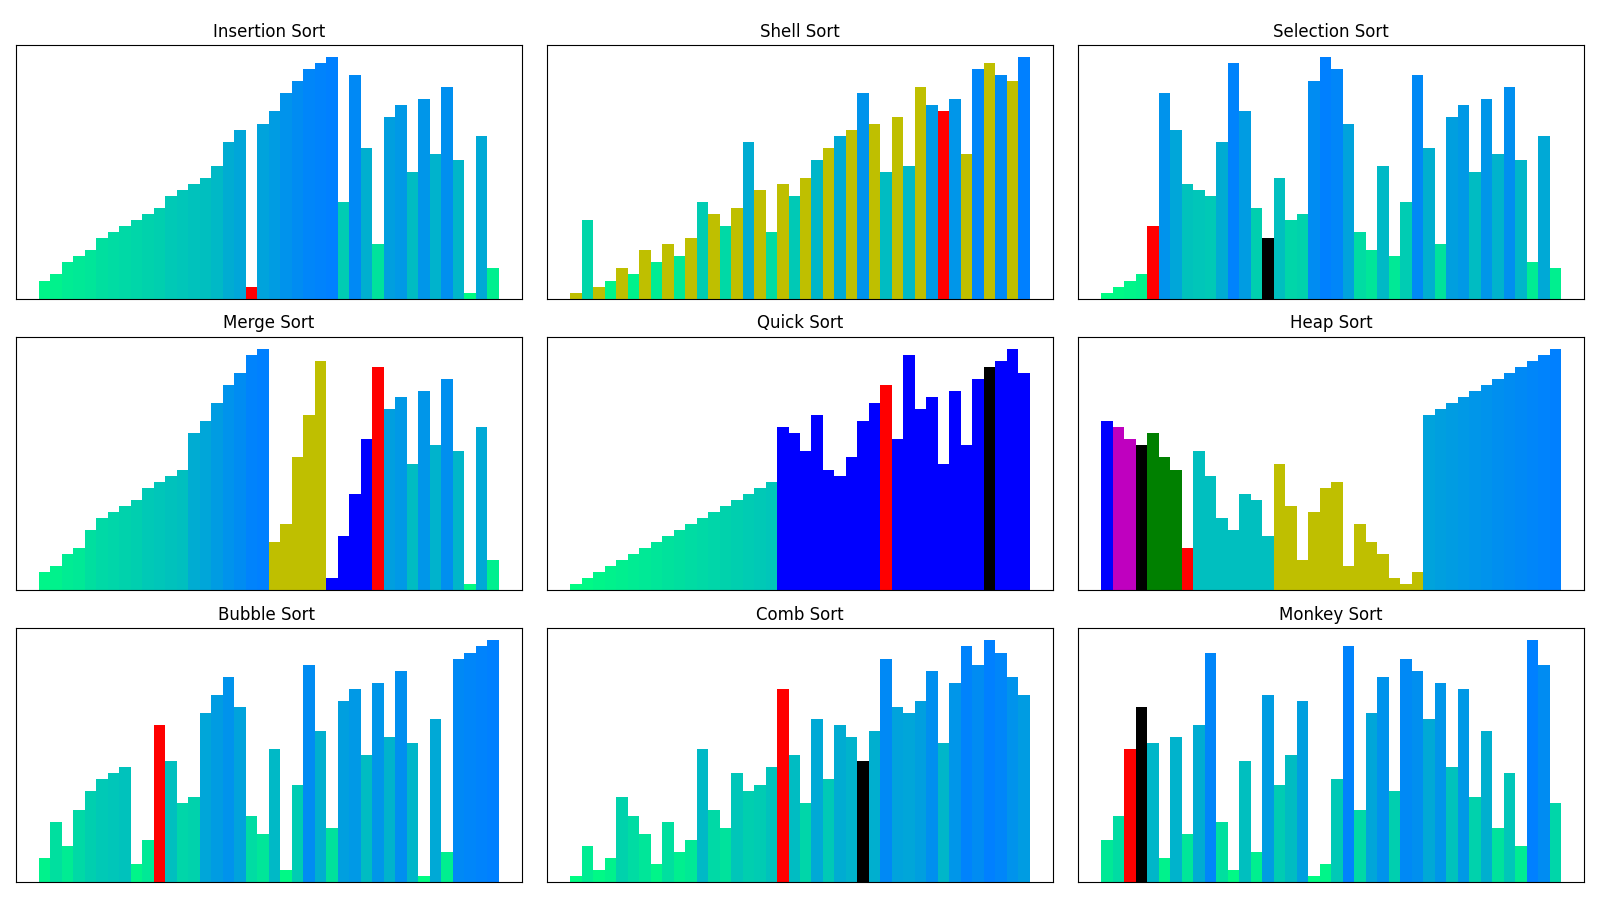 Insertion Sort
Shell Sort
Selection Sort
Merge Sort
Quick Sort
Heap Sort
Bubble Sort
Comb Sort
Monkey Sort